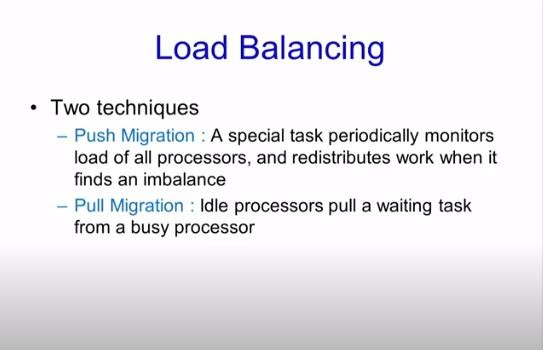 Load Balancing
• Two techniques
– Push Migration : A special task periodically monitors
load of all processors, and redistributes work when it
finds an imbalance
– Pull Migration : Idle processors pull a waiting task
from a busy processor